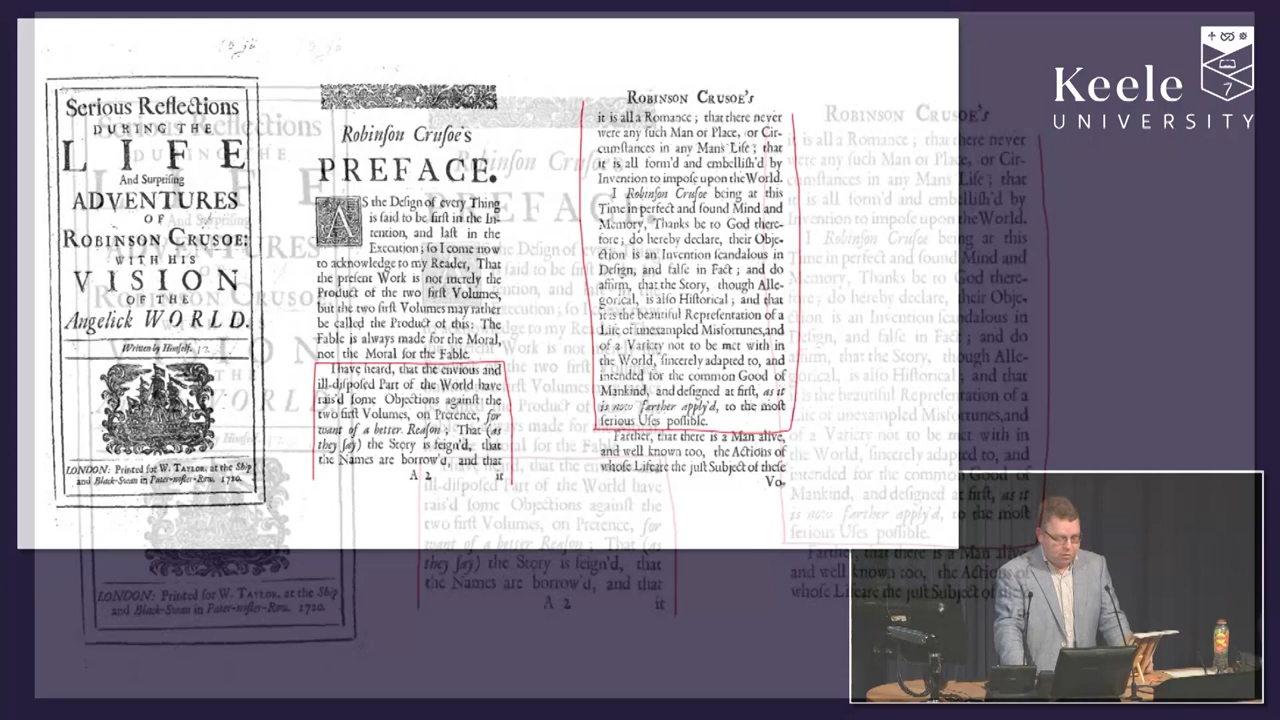 Serious Reflections
DURING THE
LIFE
And Surprising
ADVENTURES
OF
ROBINSON CRUSOE:
WITH HIS
VISION
OF THE
Angelick WORLD.
Written by Himself.
LONDON: Printed for W. TAYLOR, at the Ship
and Black-Swan in Pater-noster-Row. 1720.
Robinson Crusoe's
PREFACE.
AS the Design of every Thing
is said to be first in the In-
tention, and last in the
Execution; so I come now
to acknowledge to my Reader, That
the present Work is not merely the
Product of the two first Volumes,
but the two first Volumes may rather
be called the Product of this: The
Fable is always made for the Moral,
not the Moral for the Fable.
I have heard, that the envious and
ill-disposed Part of the World have
rais'd some Objections against the
two first Volumes, on Pretence, for
want of a better Reason; That (as
they say) the Story is feign'd, that
the Names are borrow'd, and that
A 2 it
ROBINSON CRUSOE's
it is all a Romance; that there never
were any such Man or Place, or Cir-
cumstances in any Mans Life; that
it is all form'd and embellish'd by
Invention to impose upon the World.
I Robinson Crusoe being at this
Time in perfect and sound Mind and
Memory, Thanks be to God there-
fore; do hereby declare, their Obje-
ction is an Invention scandalous in
Design, and false in Fact; and do
affirm, that the Story, though Alle-
gorical, is also Historical; and that
it is the beautiful Representation of a
Life of unexampled Misfortunes, and
of a Variety not to be met with in
the World, sincerely adapted to, and
intended for the common Good of
Mankind, and designed at first, as it
is now farther apply'd, to the most
serious Uses possible.
Farther, that there is a Man alive,
and well known too, the Actions of
whose Life are the just Subject of these
Vo-
Keele
UNIVERSITY